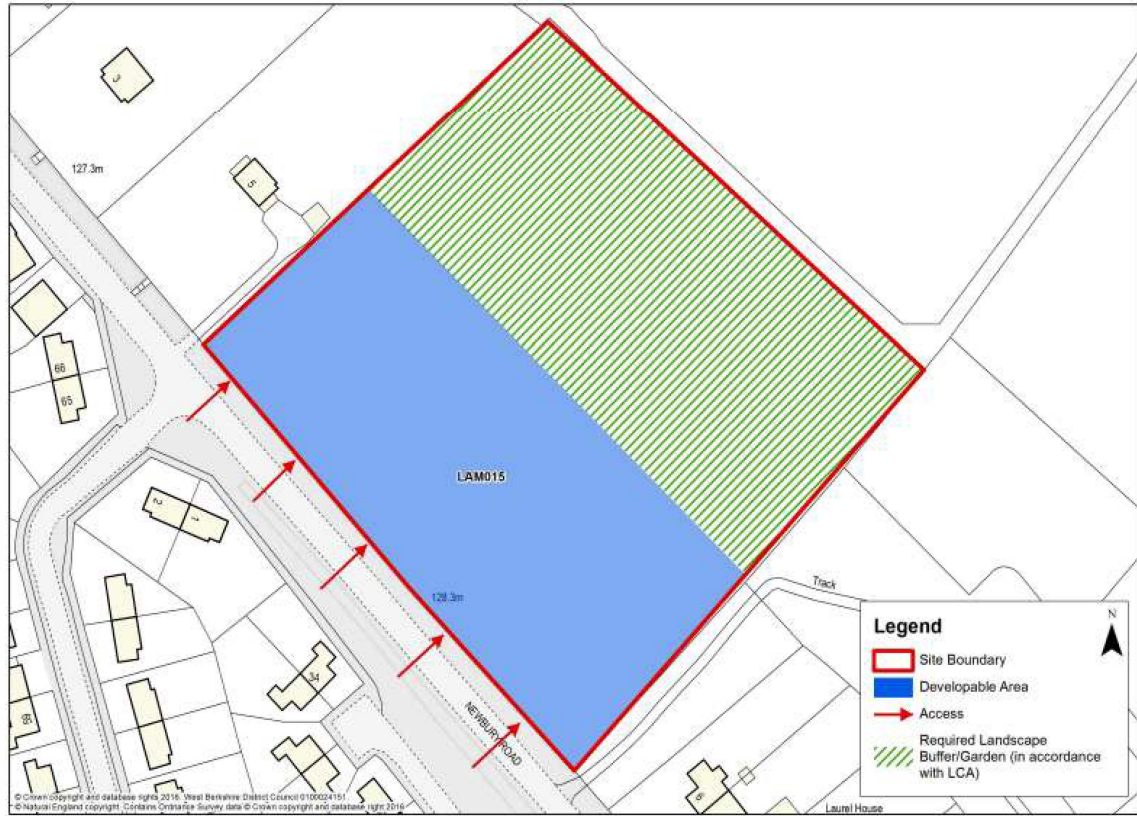 3
127.3m
5
66
65
2
1
LAM015
128.3m
34
NEWBURY ROAD
Track
6
Laurel House
Legend
N
Site Boundary
Developable Area
Access
Required Landscape
Buffer/Garden (in accordance
with LCA)
© Crown copyright and database rights 2016. West Berkshire District Council 0100024151
© Natural England copyright. Contains Ordnance Survey data © Crown copyright and database right 2016